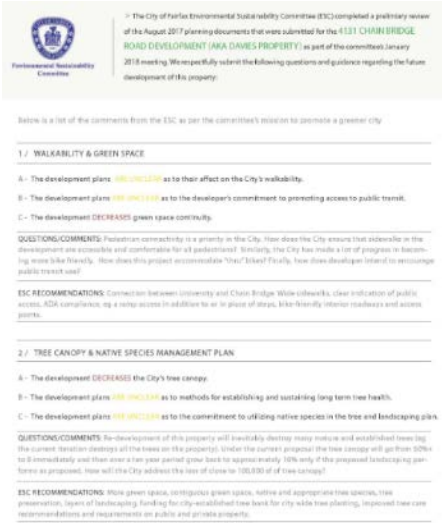 Environmental Sustainability
Committee
> The City of Fairfax Environmental Sustainability Committee (ESC) completed a preliminary review
of the August 2017 planning documents that were submitted for the 4131 CHAIN BRIDGE
ROAD DEVELOPMENT (AKA DAVIES PROPERTY) as part of the committee's January
2018 meeting. We respectfully submit the following questions and guidance regarding the future
development of this property:
Below is a list of the comments from the ESC as per the committee's mission to promote a greener city
1 / WALKABILITY & GREEN SPACE
A - The development plans ARE UNCLEAR as to their affect on the City's walkability.
B - The development plans ARE UNCLEAR as to the developer's commitment to promoting access to public transit.
C - The development DECREASES green space continuity.
QUESTIONS/COMMENTS: Pedestrian connectivity is a priority in the City. How does the City ensure that sidewalks in the
development are accessible and comfortable for all pedestrians? Similarly, the City has made a lot of progress in becom-
ing more bike friendly. How does this project accommodate "thru" bikes? Finally, how does developer intend to encourage
public transit use?
ESC RECOMMENDATIONS: Connection between University and Chain Bridge. Wide sidewalks, clear indication of public
access. ADA compliance, eg a ramp access in addition to or in place of steps, bike-friendly interior roadways and access
points.
2 / TREE CANOPY & NATIVE SPECIES MANAGEMENT PLAN
A - The development DECREASES the City's tree canopy.
B - The development plans ARE UNCLEAR as to methods for establishing and sustaining long term tree health.
C - The development plans ARE UNCLEAR as to the commitment to utilizing native species in the tree and landscaping plan.
QUESTIONS/COMMENTS: Re-development of this property will inevitably destroy many mature and established trees (eg
the current iteration destroys all the trees on the property). Under the current proposal the tree canopy will go from 50%+
to 0 immediately and then over a ten year period grow back to approximately 10% only if the proposed landscaping per-
forms as proposed. How will the City address the loss of close to 100,000 sf of tree canopy?
ESC RECOMMENDATIONS: More green space, contiguous green space, native and appropriate tree species, tree
preservation, layers of landscaping, funding for city-established tree bank for city wide tree planting, improved tree care
recommendations and requirements on public and private property.